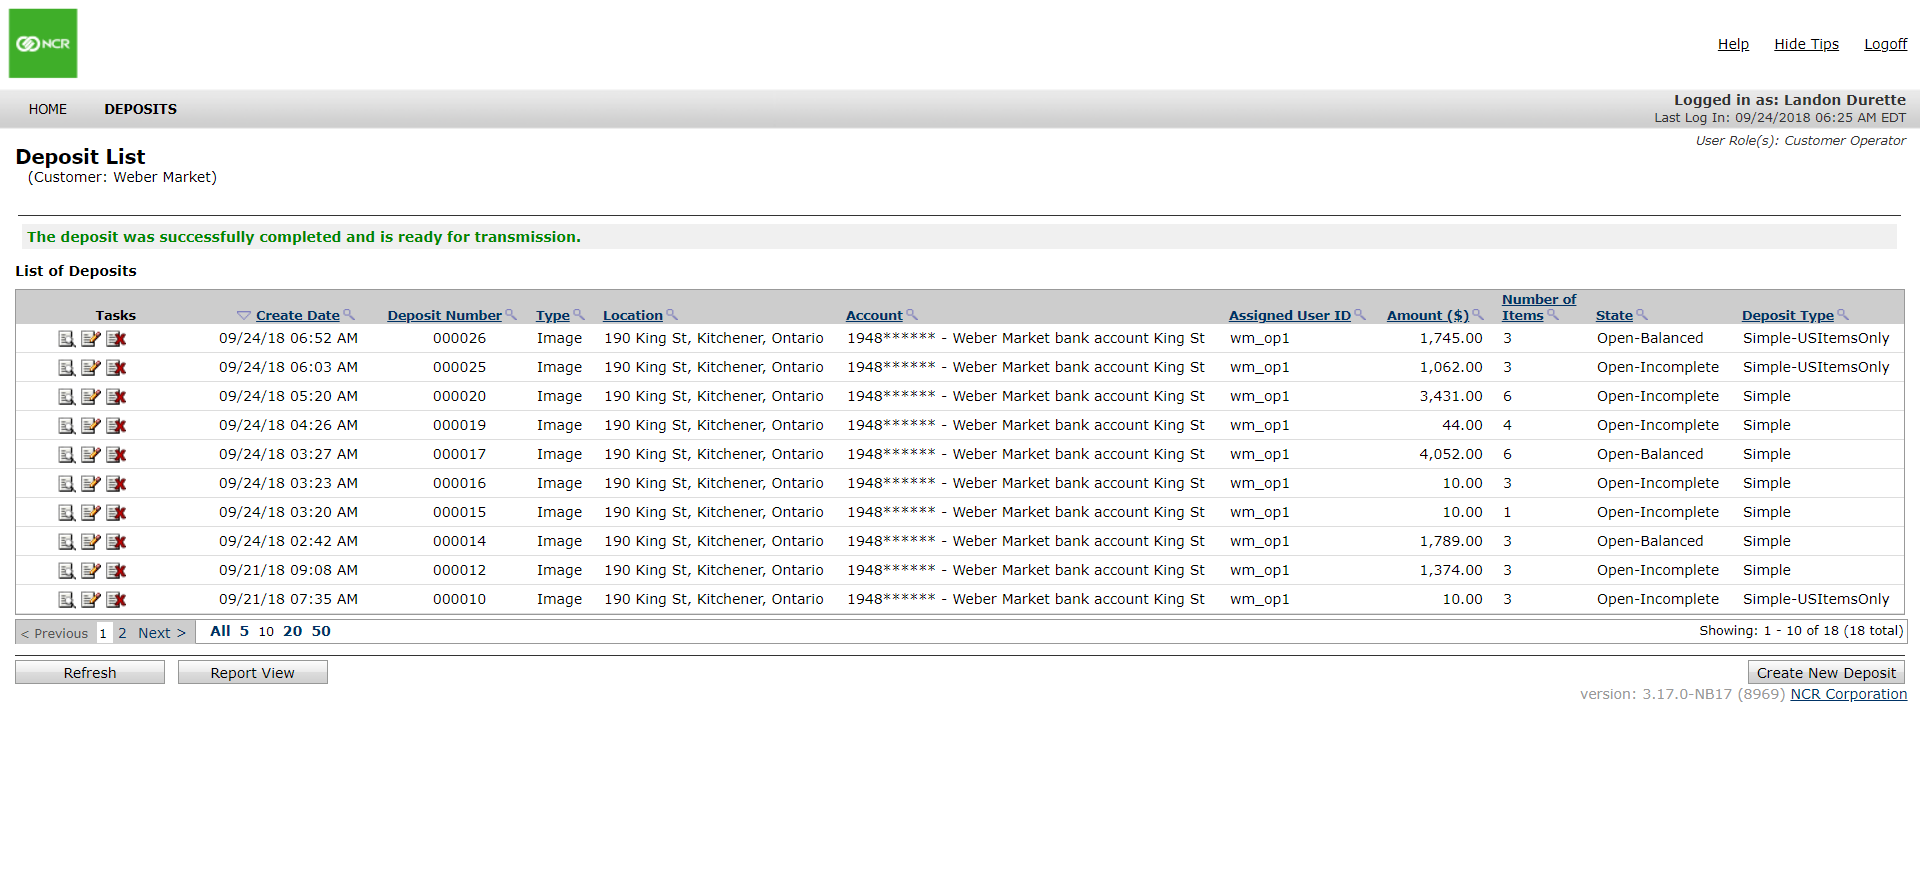 NCR
Help Hide Tips Logoff
HOME DEPOSITS
Logged in as: Landon Durette
Last Log In: 09/24/2018 06:25 AM EDT
User Role(s): Customer Operator
Deposit List
(Customer: Weber Market)
The deposit was successfully completed and is ready for transmission.
List of Deposits
Tasks Create Date Deposit Number Type Location Account Assigned User ID Amount ($) Number of Items State Deposit Type
09/24/18 06:52 AM 000026 Image 190 King St, Kitchener, Ontario 1948****** - Weber Market bank account King St wm_op1 1,745.00 3 Open-Balanced Simple-USItemsOnly
09/24/18 06:03 AM 000025 Image 190 King St, Kitchener, Ontario 1948****** - Weber Market bank account King St wm_op1 1,062.00 3 Open-Incomplete Simple-USItemsOnly
09/24/18 05:20 AM 000020 Image 190 King St, Kitchener, Ontario 1948****** - Weber Market bank account King St wm_op1 3,431.00 6 Open-Incomplete Simple
09/24/18 04:26 AM 000019 Image 190 King St, Kitchener, Ontario 1948****** - Weber Market bank account King St wm_op1 44.00 4 Open-Incomplete Simple
09/24/18 03:27 AM 000017 Image 190 King St, Kitchener, Ontario 1948****** - Weber Market bank account King St wm_op1 4,052.00 6 Open-Balanced Simple
09/24/18 03:23 AM 000016 Image 190 King St, Kitchener, Ontario 1948****** - Weber Market bank account King St wm_op1 10.00 3 Open-Incomplete Simple
09/24/18 03:20 AM 000015 Image 190 King St, Kitchener, Ontario 1948****** - Weber Market bank account King St wm_op1 10.00 1 Open-Incomplete Simple
09/24/18 02:42 AM 000014 Image 190 King St, Kitchener, Ontario 1948****** - Weber Market bank account King St wm_op1 1,789.00 3 Open-Balanced Simple
09/21/18 09:08 AM 000012 Image 190 King St, Kitchener, Ontario 1948****** - Weber Market bank account King St wm_op1 1,374.00 3 Open-Incomplete Simple
09/21/18 07:35 AM 000010 Image 190 King St, Kitchener, Ontario 1948****** - Weber Market bank account King St wm_op1 10.00 3 Open-Incomplete Simple-USItemsOnly
< Previous 1 2 Next > All 5 10 20 50 Showing: 1 - 10 of 18 (18 total)
Refresh Report View Create New Deposit
version: 3.17.0-NB17 (8969) NCR Corporation